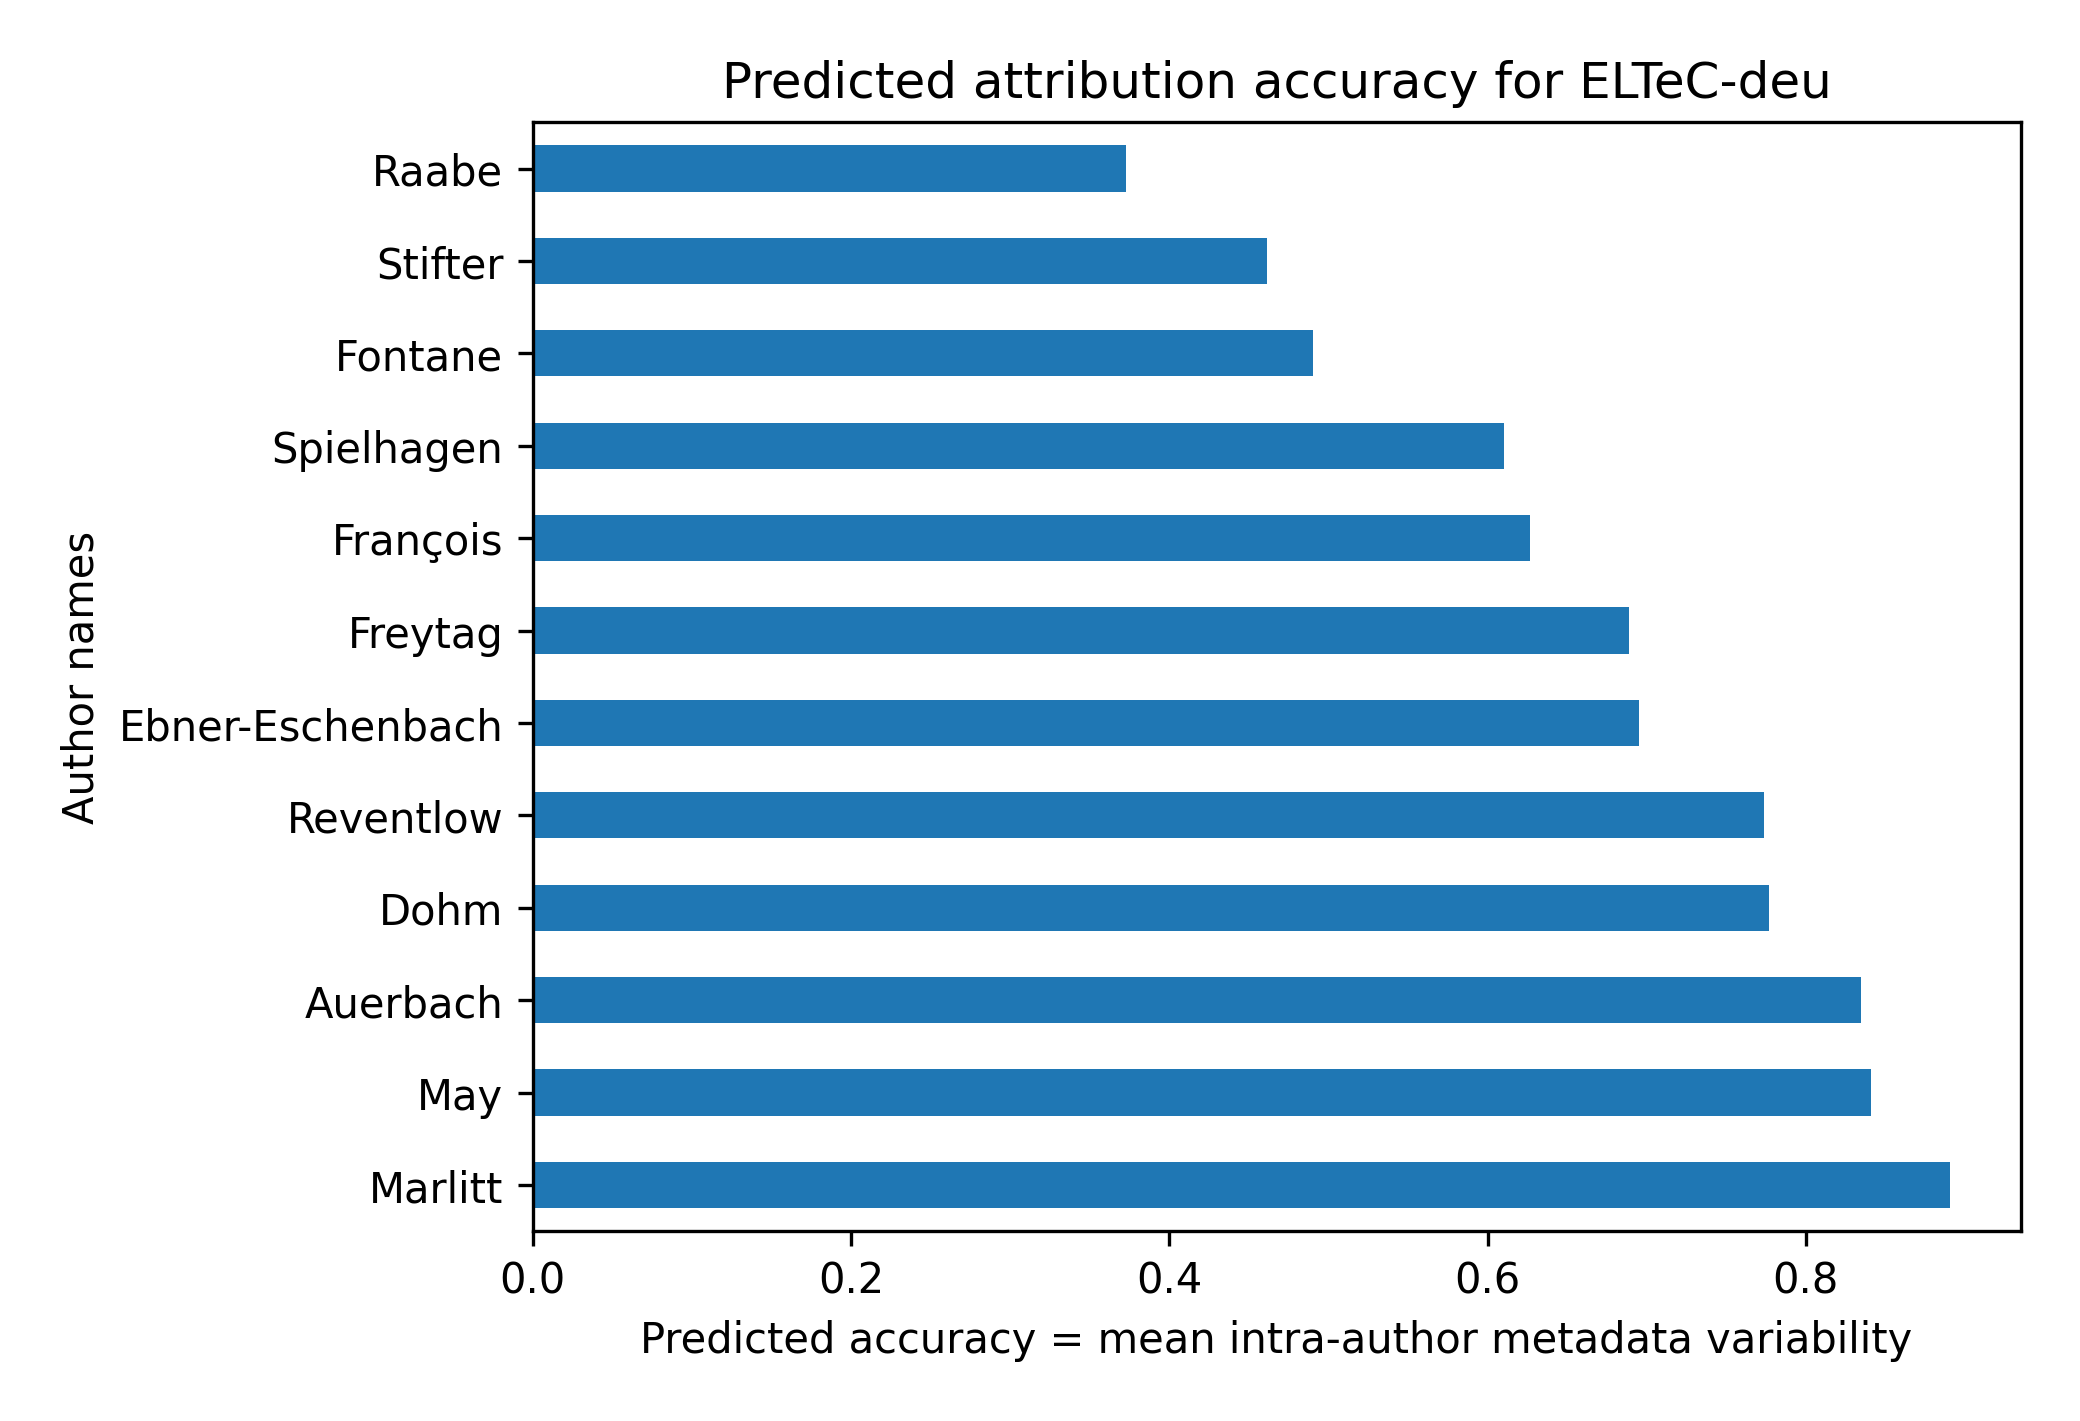 Predicted attribution accuracy for ELTeC-deu
Author names
Raabe
Stifter
Fontane
Spielhagen
François
Freytag
Ebner-Eschenbach
Reventlow
Dohm
Auerbach
May
Marlitt
0.0 0.2 0.4 0.6 0.8
Predicted accuracy = mean intra-author metadata variability